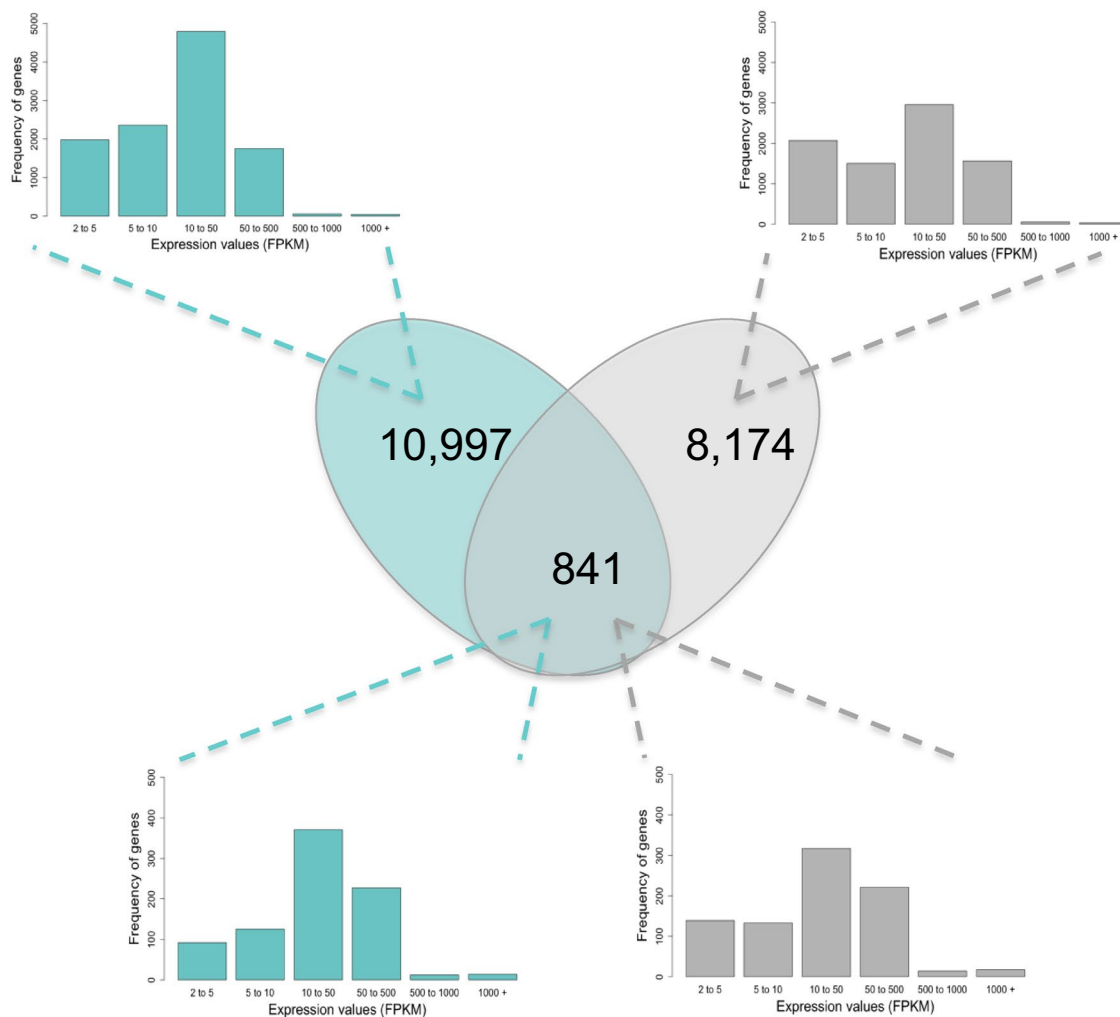 Frequency of genes
5000
4000
3000
2000
1000
0
2 to 5
5 to 10
10 to 50
50 to 500
500 to 1000
1000 +
Expression values (FPKM)
Frequency of genes
5000
4000
3000
2000
1000
0
2 to 5
5 to 10
10 to 50
50 to 500
500 to 1000
1000 +
Expression values (FPKM)
10,997
8,174
841
Frequency of genes
500
400
300
200
100
0
2 to 5
5 to 10
10 to 50
50 to 500
500 to 1000
1000 +
Expression values (FPKM)
Frequency of genes
500
400
300
200
100
0
2 to 5
5 to 10
10 to 50
50 to 500
500 to 1000
1000 +
Expression values (FPKM)